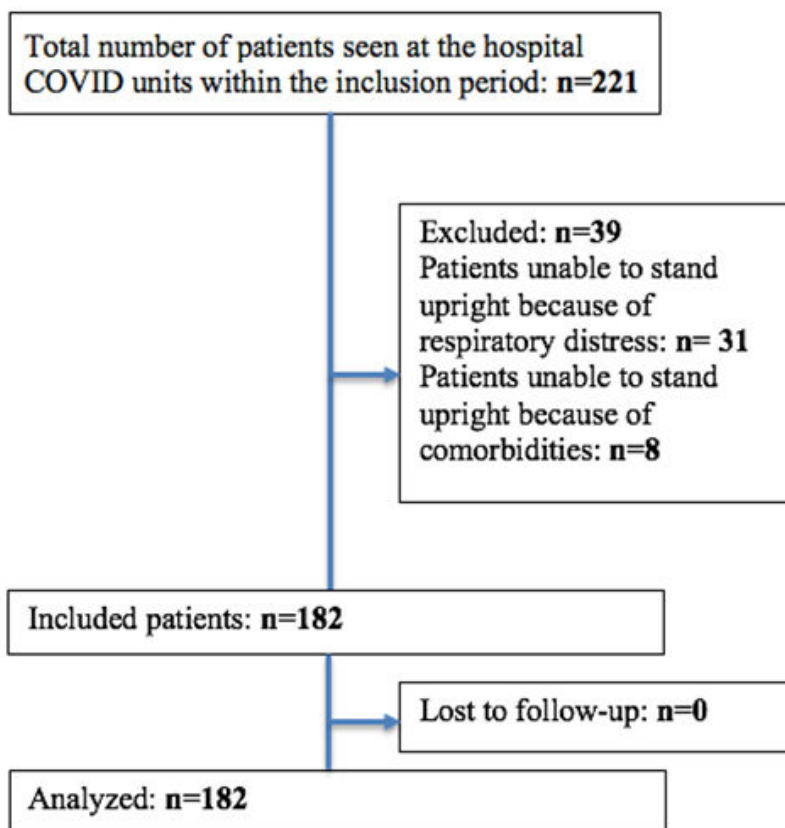 Total number of patients seen at the hospital
COVID units within the inclusion period: n=221
Excluded: n=39
Patients unable to stand
upright because of
respiratory distress: n= 31
Patients unable to stand
upright because of
comorbidities: n=8
Included patients: n=182
Lost to follow-up: n=0
Analyzed: n=182